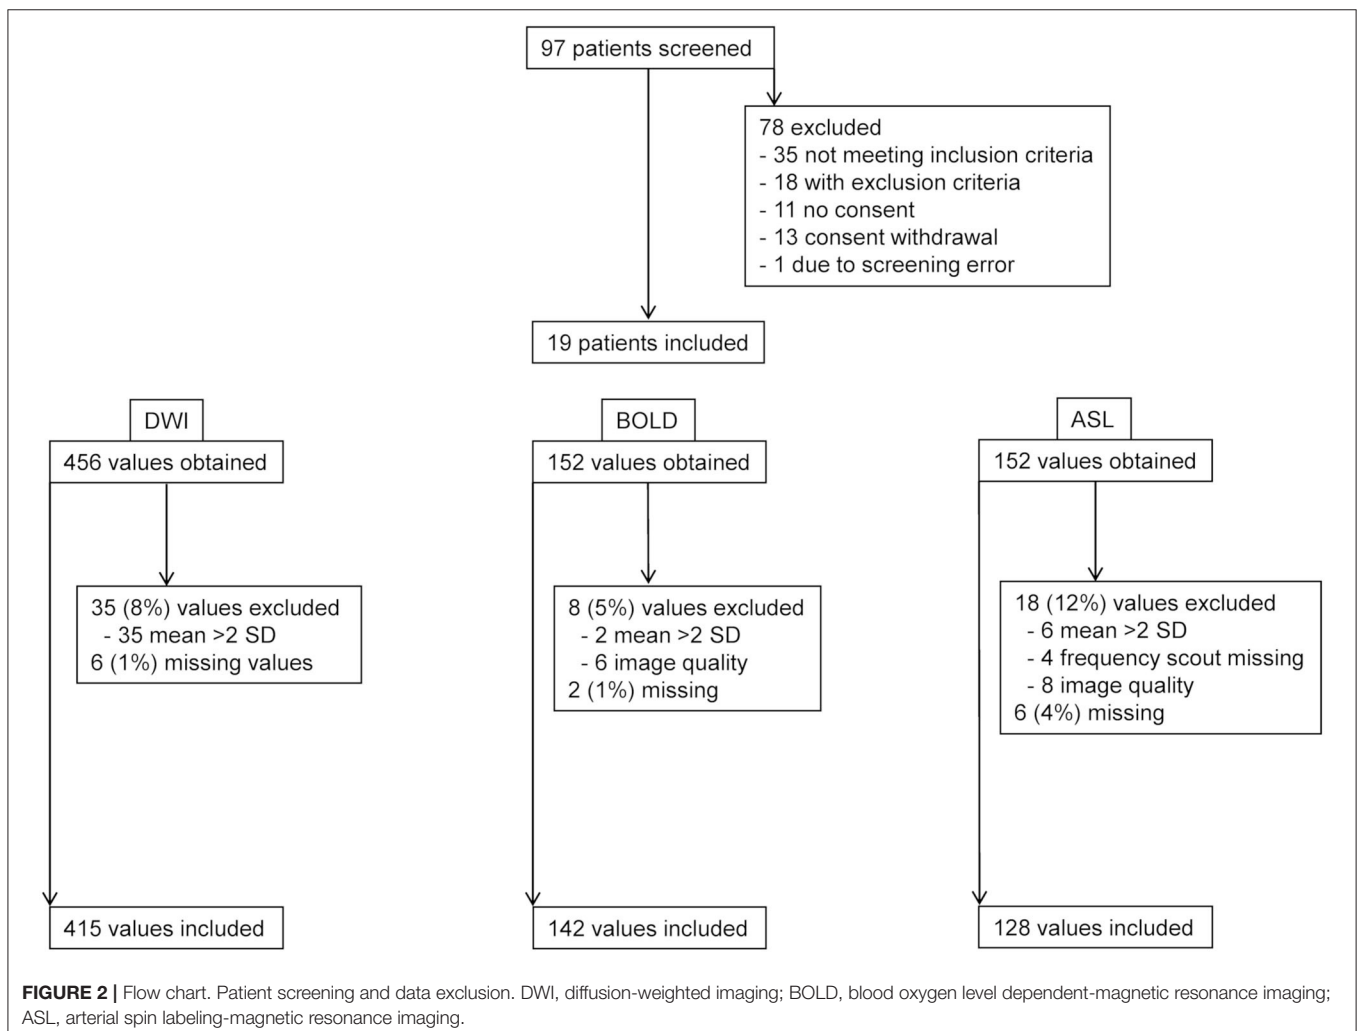 97 patients screened
78 excluded
- 35 not meeting inclusion criteria
- 18 with exclusion criteria
- 11 no consent
- 13 consent withdrawal
- 1 due to screening error
19 patients included
DWI
456 values obtained
35 (8%) values excluded
- 35 mean >2 SD
6 (1%) missing values
415 values included
BOLD
152 values obtained
8 (5%) values excluded
- 2 mean >2 SD
- 6 image quality
2 (1%) missing
142 values included
ASL
152 values obtained
18 (12%) values excluded
- 6 mean >2 SD
- 4 frequency scout missing
- 8 image quality
6 (4%) missing
128 values included
FIGURE 2 | Flow chart. Patient screening and data exclusion. DWI, diffusion-weighted imaging; BOLD, blood oxygen level dependent-magnetic resonance imaging;
ASL, arterial spin labeling-magnetic resonance imaging.